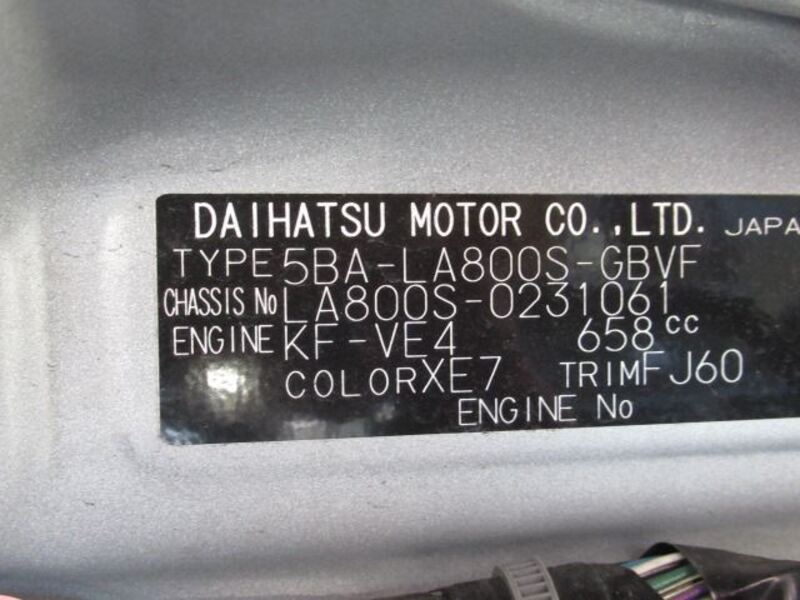 DAIHATSU MOTOR CO.,LTD. JAPA
TYPE 5BA-LA800S-GBVF
CHASSIS No LA800S-0231061
ENGINE KF-VE4 658cc
COLOR XE7 TRIM FJ60
ENGINE No